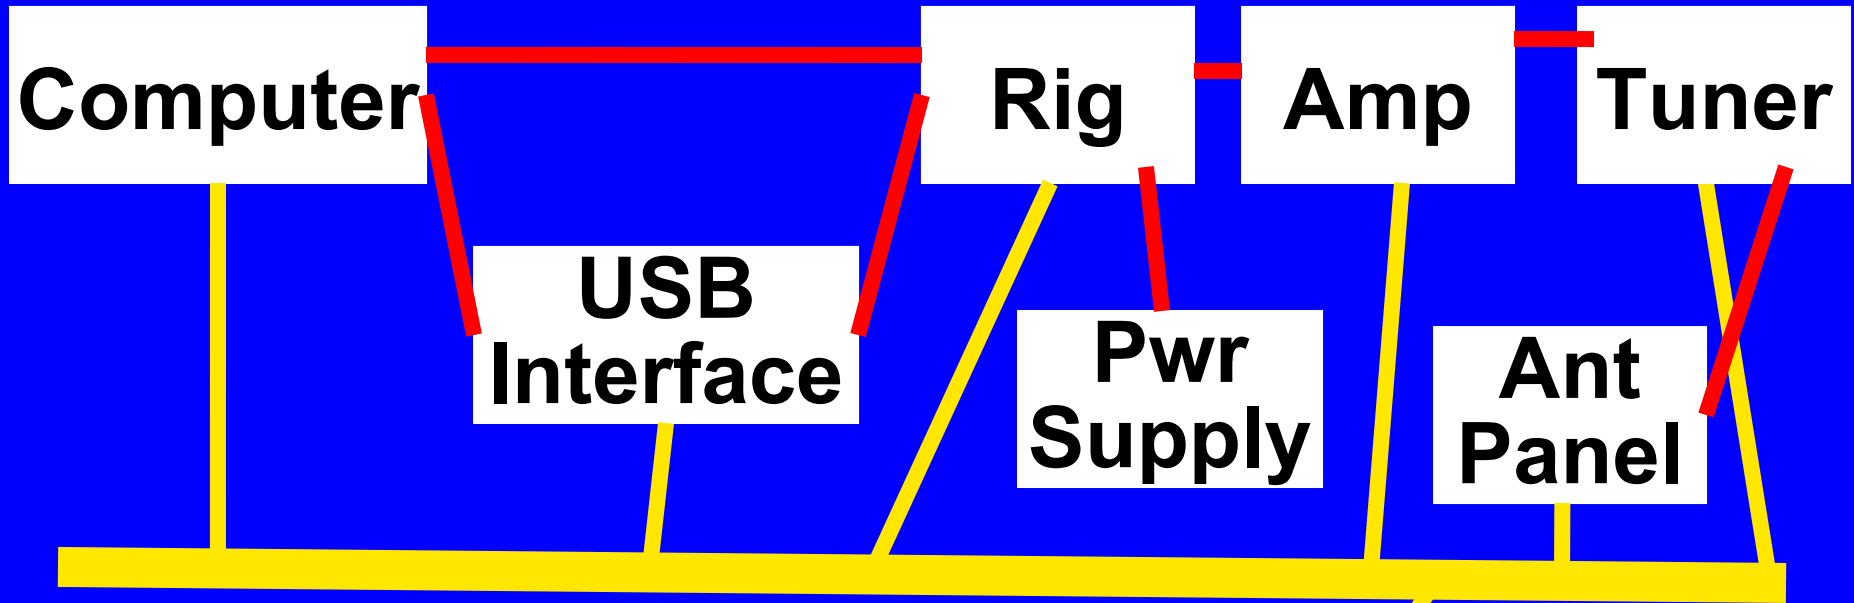 Computer
Rig
Amp
Tuner
USB
Interface
Pwr
Supply
Ant
Panel